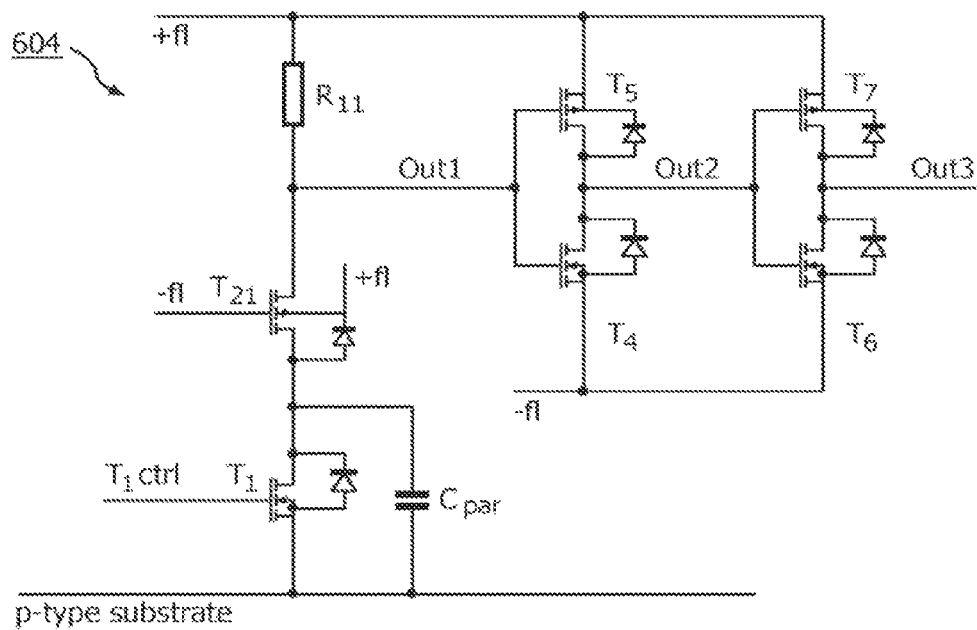 604
+fl
R11
T5
T7
Out1
Out2
Out3
-fl
T21
+fl
T4
T6
-fl
T1 ctrl
T1
Cpar
p-type substrate